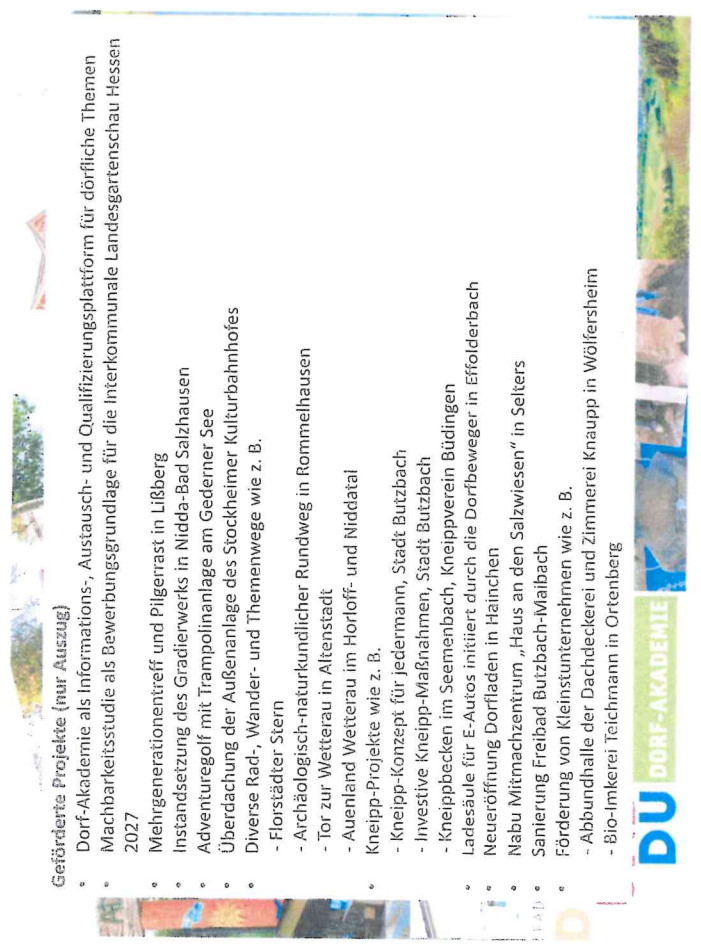 Geförderte Projekte (nur Auszug)
• Dorf-Akademie als Informations-, Austausch- und Qualifizierungsplattform für dörfliche Themen
• Machbarkeitsstudie als Bewerbungsgrundlage für die Interkommunale Landesgartenschau Hessen
2027
• Mehrgenerationentreff und Pilgerrast in Lißberg
• Instandsetzung des Gradierwerks in Nidda-Bad Salzhausen
• Adventuregolf mit Trampolinanlage am Gederner See
• Überdachung der Außenanlage des Stockheimer Kulturbahnhofes
• Diverse Rad-, Wander- und Themenwege wie z. B.
- Florstädter Stern
- Archäologisch-naturkundlicher Rundweg in Rommelhausen
- Tor zur Wetterau in Altenstadt
- Auenland Wetterau im Horloff- und Niddatal
• Kneipp-Projekte wie z. B.
- Kneipp-Konzept für jedermann, Stadt Butzbach
- Investive Kneipp-Maßnahmen, Stadt Butzbach
- Kneippbecken im Seemenbach, Kneippverein Büdingen
• Ladesäule für E-Autos initiiert durch die Dorfbeweger in Effolderbach
• Neueröffnung Dorfladen in Hainchen
• Nabu Mitmachzentrum „Haus an den Salzwiesen" in Selters
• Sanierung Freibad Butzbach-Maibach
• Förderung von Kleinstunternehmen wie z. B.
- Abbundhalle der Dachdeckerei und Zimmerei Knaupp in Wölfersheim
- Bio-Imkerei Teichmann in Ortenberg
DU DORF-AKADEMIE